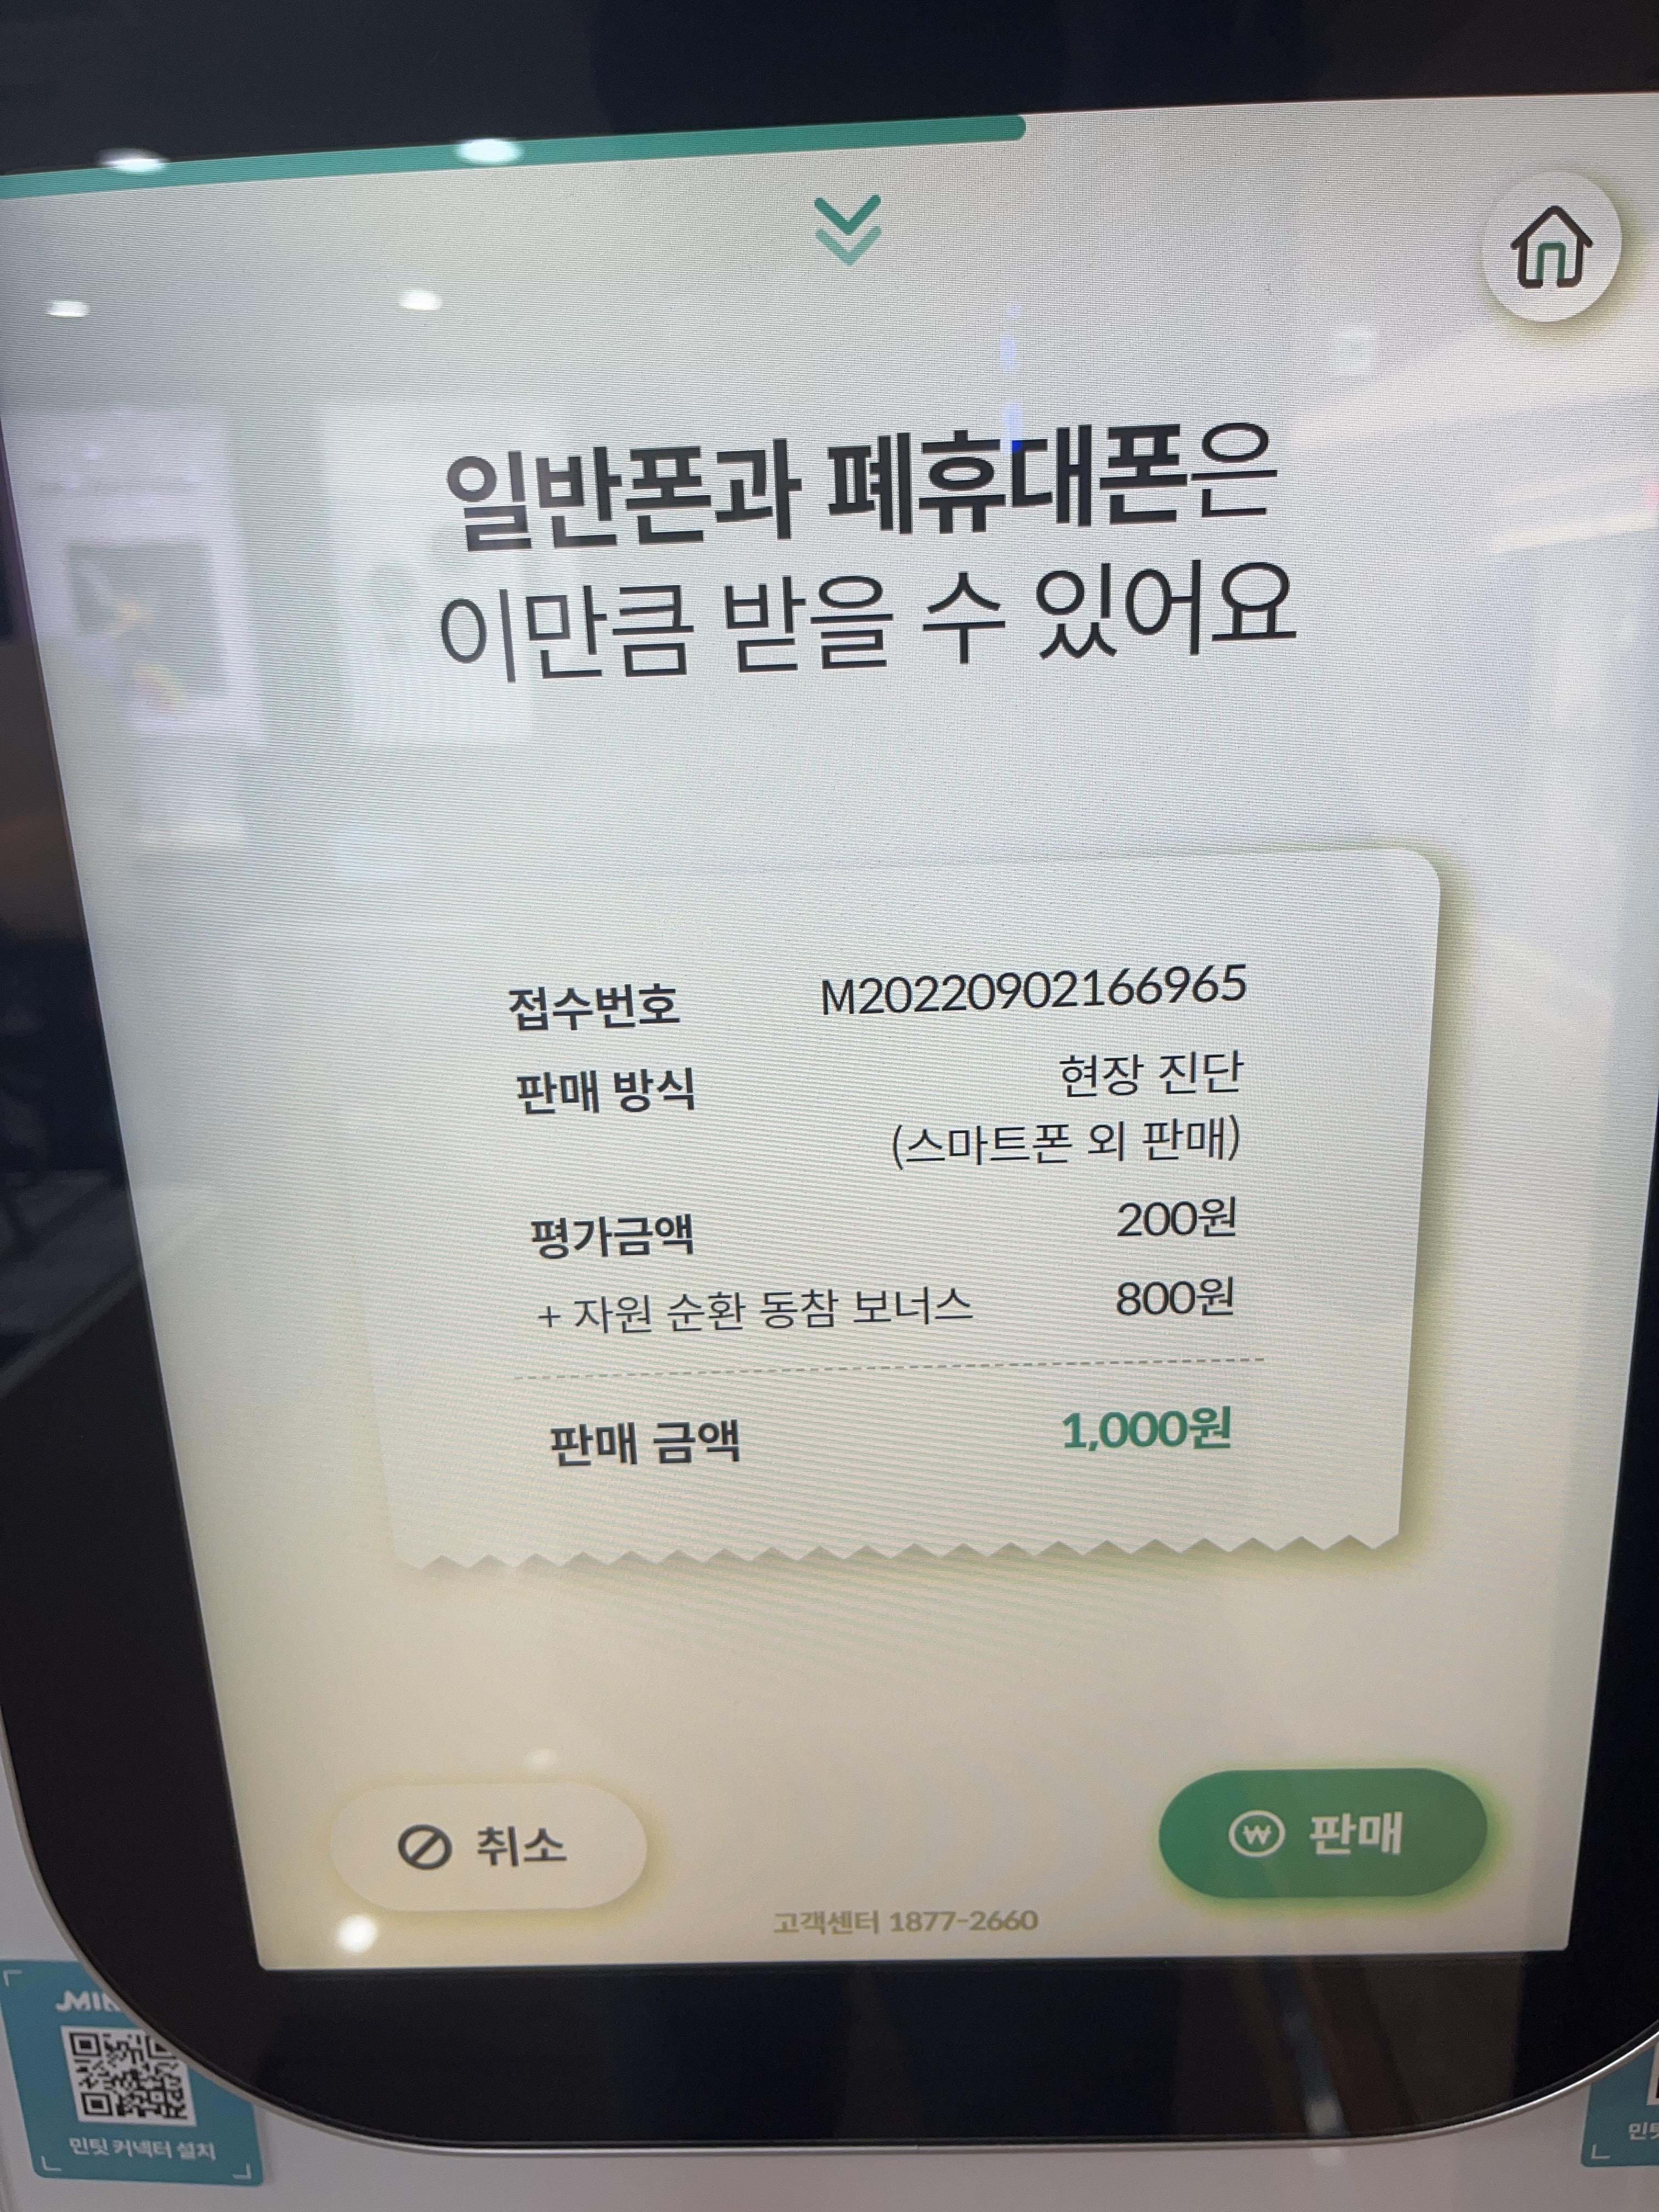 일반폰과 폐휴대폰은
이만큼 받을 수 있어요
접수번호 M20220902166965
판매 방식 현장 진단
(스마트폰 외 판매)
평가금액 200원
+ 자원 순환 동참 보너스 800원
판매 금액 1,000원
취소
판매
고객센터 1877-2660
민팃 커넥터 설치